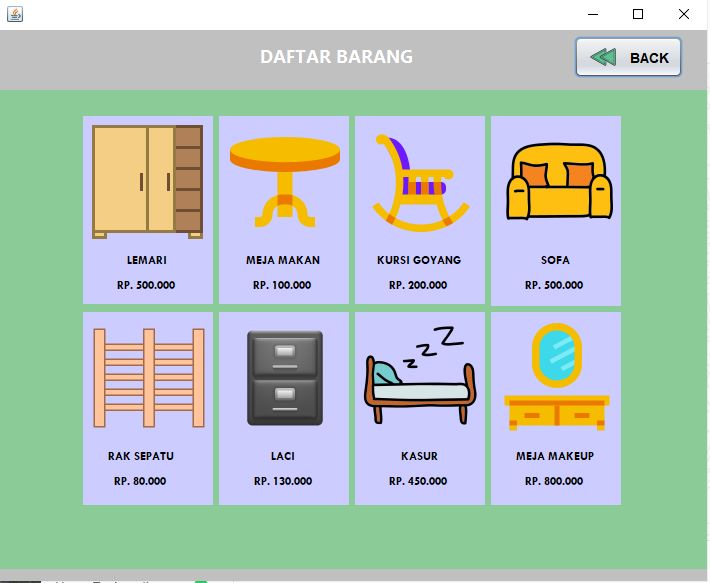 DAFTAR BARANG
BACK
LEMARI
RP. 500.000
MEJA MAKAN
RP. 100.000
KURSI GOYANG
RP. 200.000
SOFA
RP. 500.000
RAK SEPATU
RP. 80.000
LACI
RP. 130.000
Z Z Z
KASUR
RP. 450.000
MEJA MAKEUP
RP. 800.000